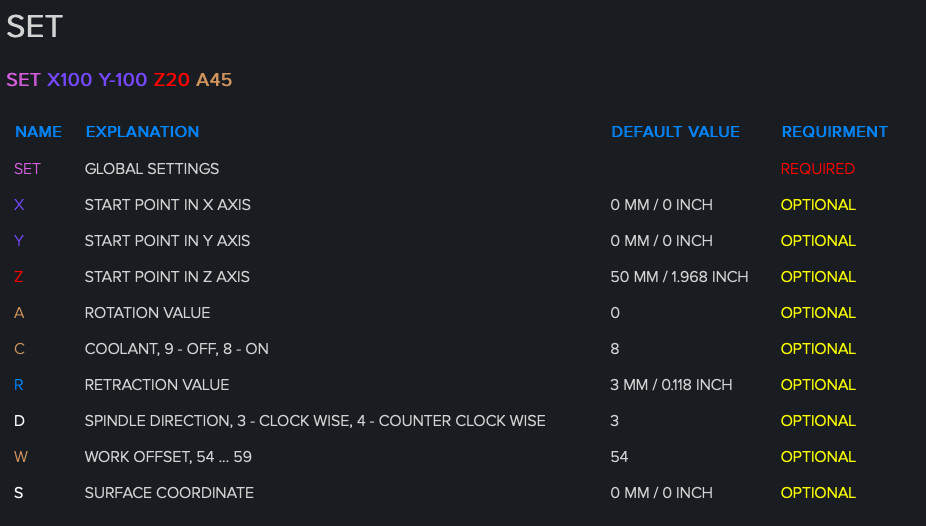 SET
SET X100 Y-100 Z20 A45
NAME EXPLANATION DEFAULT VALUE REQUIRMENT
SET GLOBAL SETTINGS REQUIRED
X START POINT IN X AXIS 0 MM / 0 INCH OPTIONAL
Y START POINT IN Y AXIS 0 MM / 0 INCH OPTIONAL
Z START POINT IN Z AXIS 50 MM / 1.968 INCH OPTIONAL
A ROTATION VALUE 0 OPTIONAL
C COOLANT, 9 - OFF, 8 - ON 8 OPTIONAL
R RETRACTION VALUE 3 MM / 0.118 INCH OPTIONAL
D SPINDLE DIRECTION, 3 - CLOCK WISE, 4 - COUNTER CLOCK WISE 3 OPTIONAL
W WORK OFFSET, 54 ... 59 54 OPTIONAL
S SURFACE COORDINATE 0 MM / 0 INCH OPTIONAL